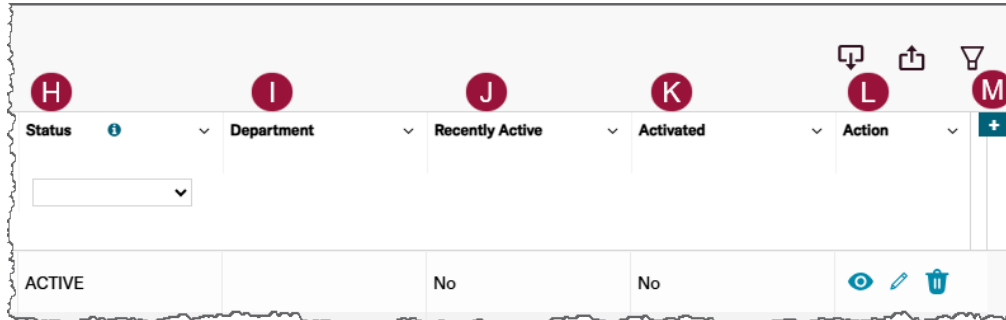 H I J K L M
Status Department Recently Active Activated Action +
ACTIVE No No